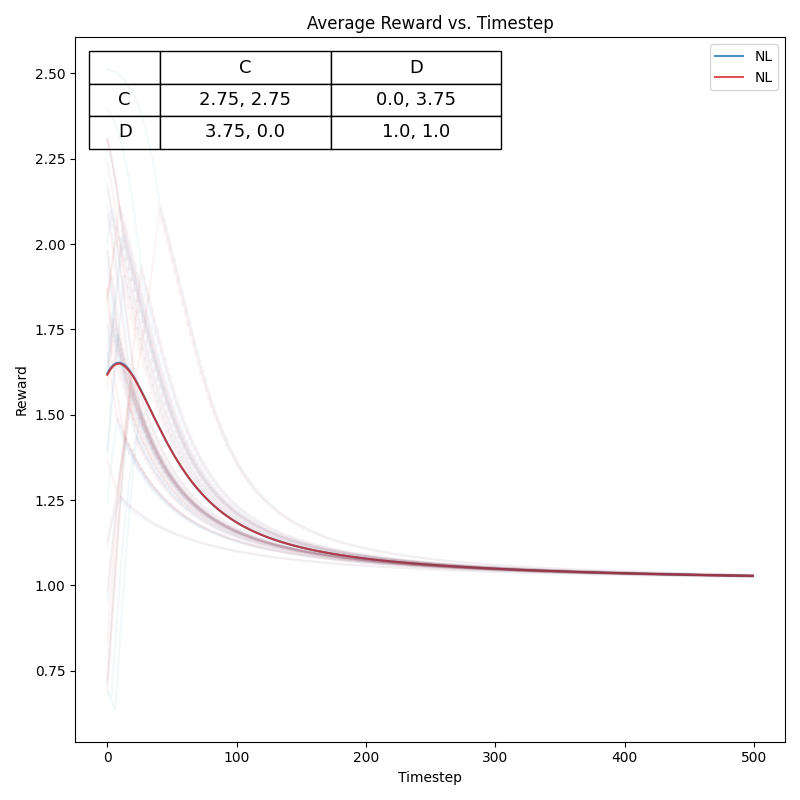 Average Reward vs. Timestep
C D
C 2.75, 2.75 0.0, 3.75
D 3.75, 0.0 1.0, 1.0
NL
NL
2.50
2.25
2.00
1.75
1.50
1.25
1.00
0.75
Reward
0 100 200 300 400 500
Timestep